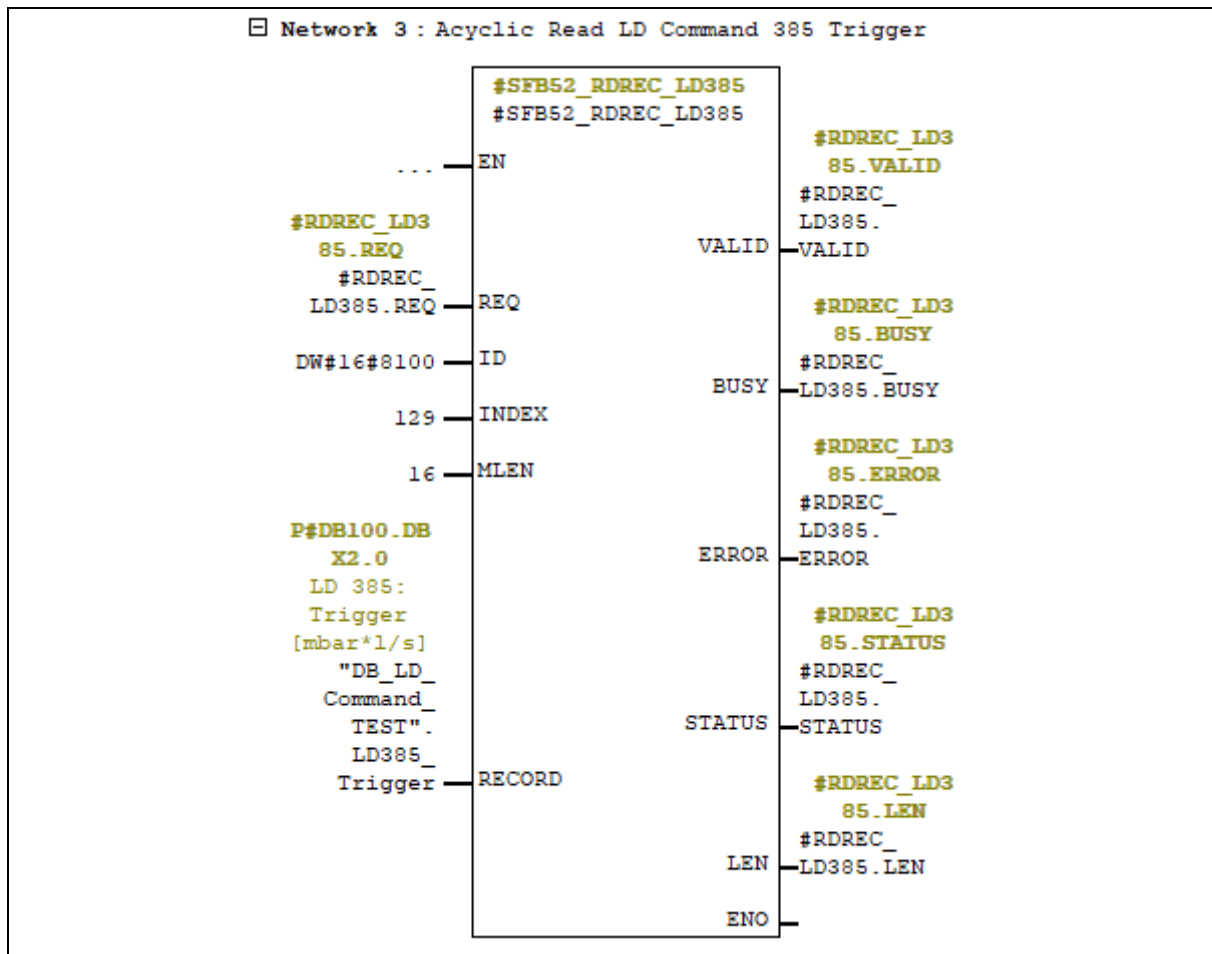 Network 3 : Acyclic Read LD Command 385 Trigger
#SFB52_RDREC_LD385
#SFB52_RDREC_LD385
... EN
#RDREC_LD3
85.REQ
#RDREC_
LD385.REQ REQ
DW#16#8100 ID
129 INDEX
16 MLEN
P#DB100.DB
X2.0
LD 385:
Trigger
[mbar*l/s]
"DB_LD_
Command_
TEST".
LD385_
Trigger RECORD
#RDREC_LD3
85.VALID
#RDREC_
LD385.
VALID VALID
#RDREC_LD3
85.BUSY
#RDREC_
BUSY LD385.BUSY
#RDREC_LD3
85.ERROR
#RDREC_
LD385.
ERROR ERROR
#RDREC_LD3
85.STATUS
#RDREC_
LD385.
STATUS STATUS
#RDREC_LD3
85.LEN
#RDREC_
LEN LD385.LEN
ENO